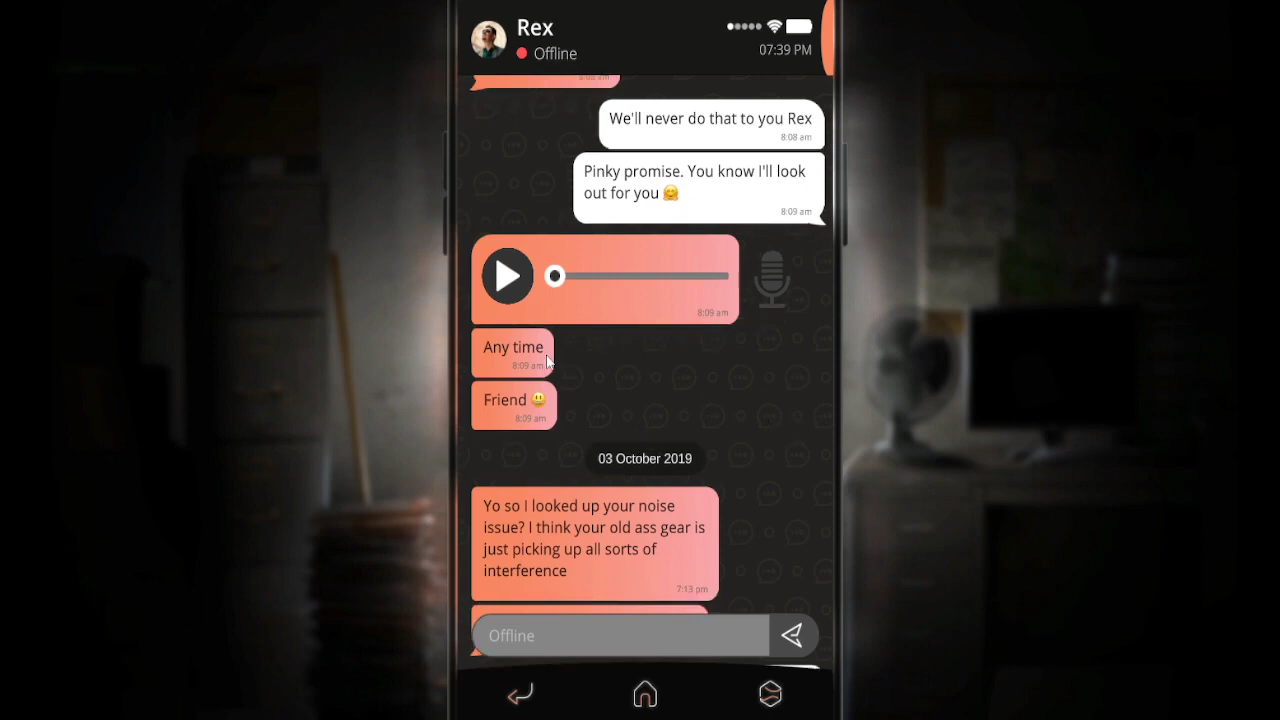 Rex
Offline
07:39 PM
We'll never do that to you Rex
8:08 am
Pinky promise. You know I'll look
out for you 🤗
8:09 am
8:09 am
Any time
8:09 am
Friend 😃
8:09 am
03 October 2019
Yo so I looked up your noise
issue? I think your old ass gear is
just picking up all sorts of
interference
7:13 pm
Offline